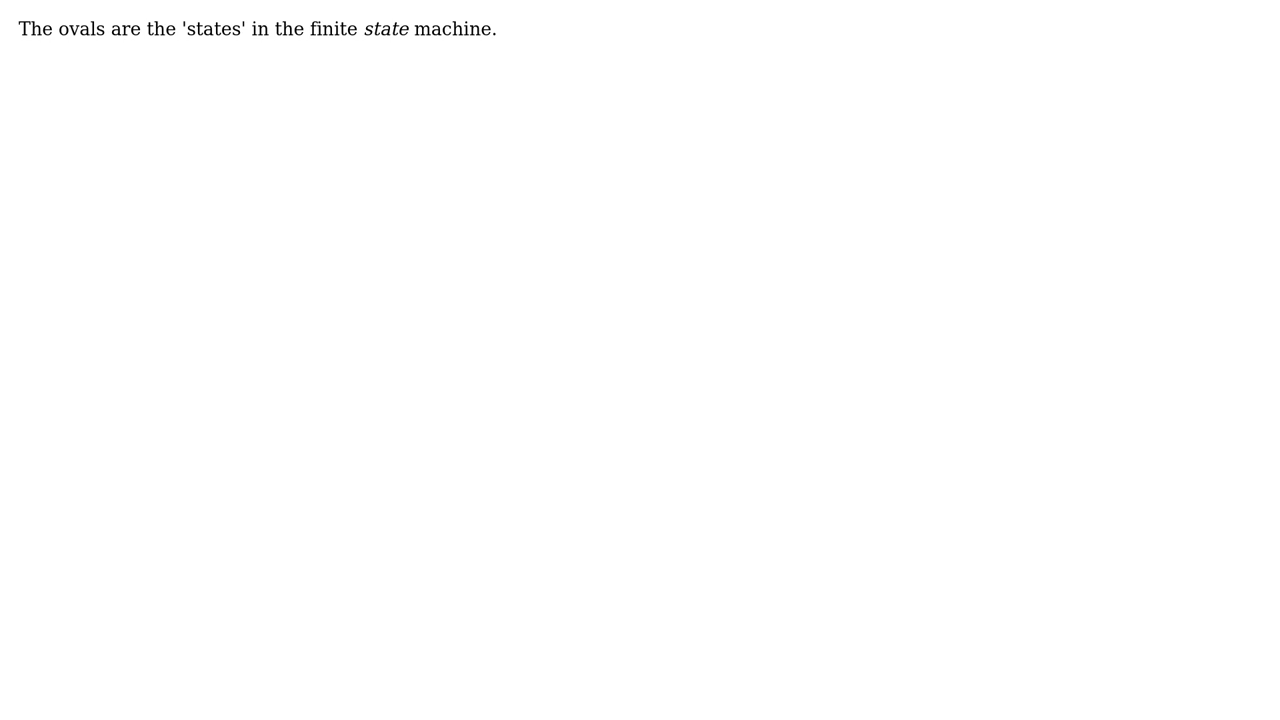 The ovals are the 'states' in the finite state machine.